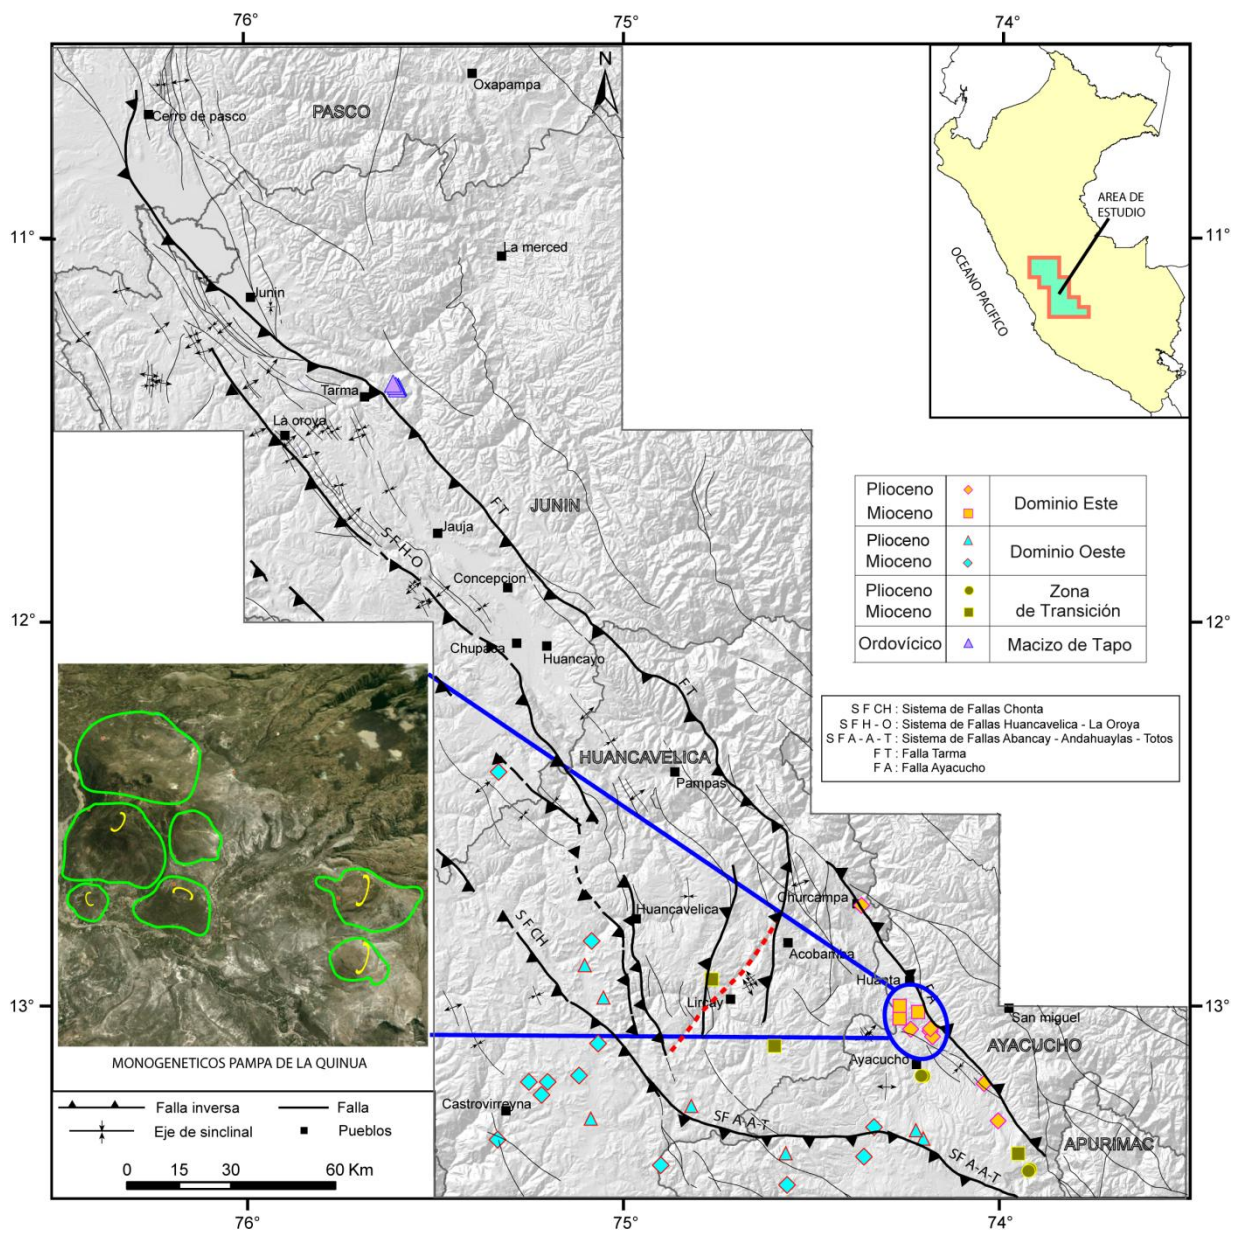 76°
75°
74°
N
Oxapampa
PASCO
Cerro de pasco
AREA DE
ESTUDIO
OCEANO PACIFICO
11°
11°
La merced
Junin
Tarma
La oroya
FT
JUNIN
Jauja
S F H-O
Concepcion
Plioceno
Mioceno
Dominio Este
Plioceno
Mioceno
Dominio Oeste
Plioceno
Mioceno
Zona
de Transición
Ordovícico
Macizo de Tapo
12°
12°
Chupaca
Huancayo
FT
S F CH : Sistema de Fallas Chonta
S F H - O : Sistema de Fallas Huancavelica - La Oroya
S F A - A - T : Sistema de Fallas Abancay - Andahuaylas - Totos
F T : Falla Tarma
F A : Falla Ayacucho
HUANCAVELICA
Pampas
Churcampa
Huancavelica
S F CH
Acobamba
Huanta
F A
Lircay
13°
13°
San miguel
AYACUCHO
Ayacucho
MONOGENETICOS PAMPA DE LA QUINUA
Castrovirreyna
SF A-A-T
SF A-A-T
APURIMAC
Falla inversa
Falla
Eje de sinclinal
Pueblos
0 15 30 60 Km
76°
75°
74°